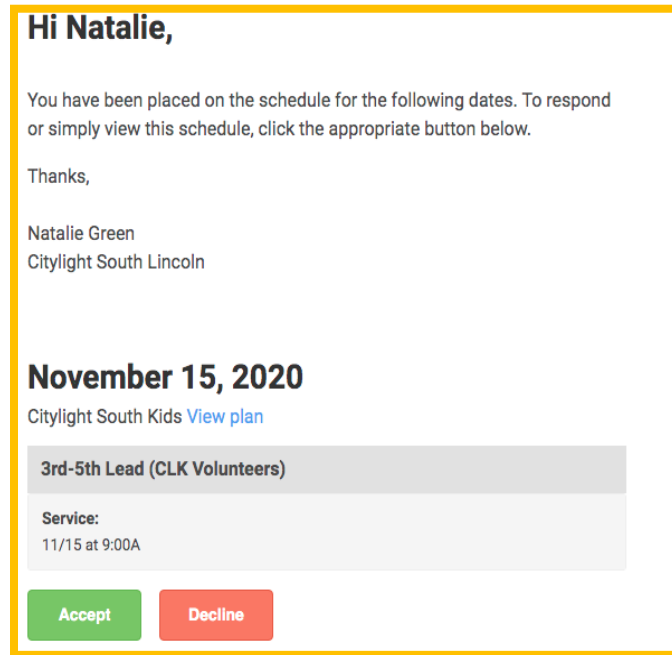 Hi Natalie,
You have been placed on the schedule for the following dates. To respond
or simply view this schedule, click the appropriate button below.
Thanks,
Natalie Green
Citylight South Lincoln
November 15, 2020
Citylight South Kids View plan
3rd-5th Lead (CLK Volunteers)
Service:
11/15 at 9:00A
Accept Decline